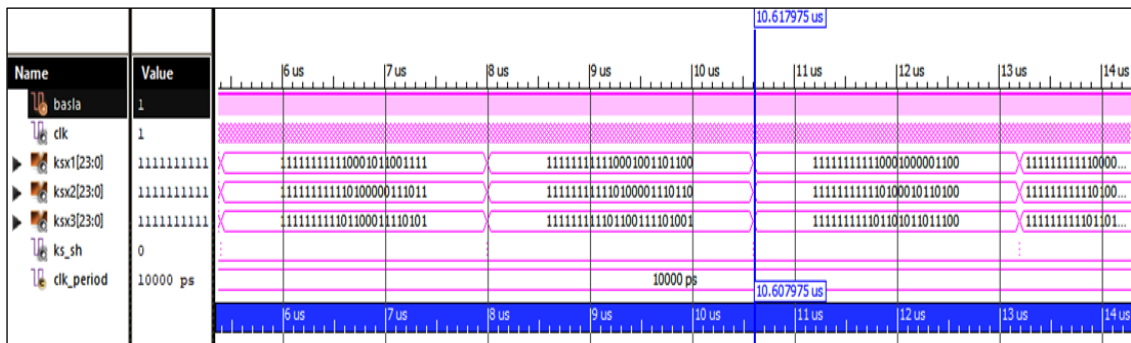 10.617975 us
Name Value 6 us 7 us 8 us 9 us 10 us 11 us 12 us 13 us 14 us
basla 1
clk 1
ksx1[23:0] 1111111111 111111111110001011001111 111111111110001001101100 111111111110001000001100 111111111110000...
ksx2[23:0] 1111111111 111111111110100000111011 111111111110100001110110 111111111110100010110100 111111111110100...
ksx3[23:0] 1111111111 111111111101100011110101 111111111101100111101001 111111111101101011011100 111111111101101...
ks_sh 0
clk_period 10000 ps 10000 ps
10.607975 us
6 us 7 us 8 us 9 us 10 us 11 us 12 us 13 us 14 us